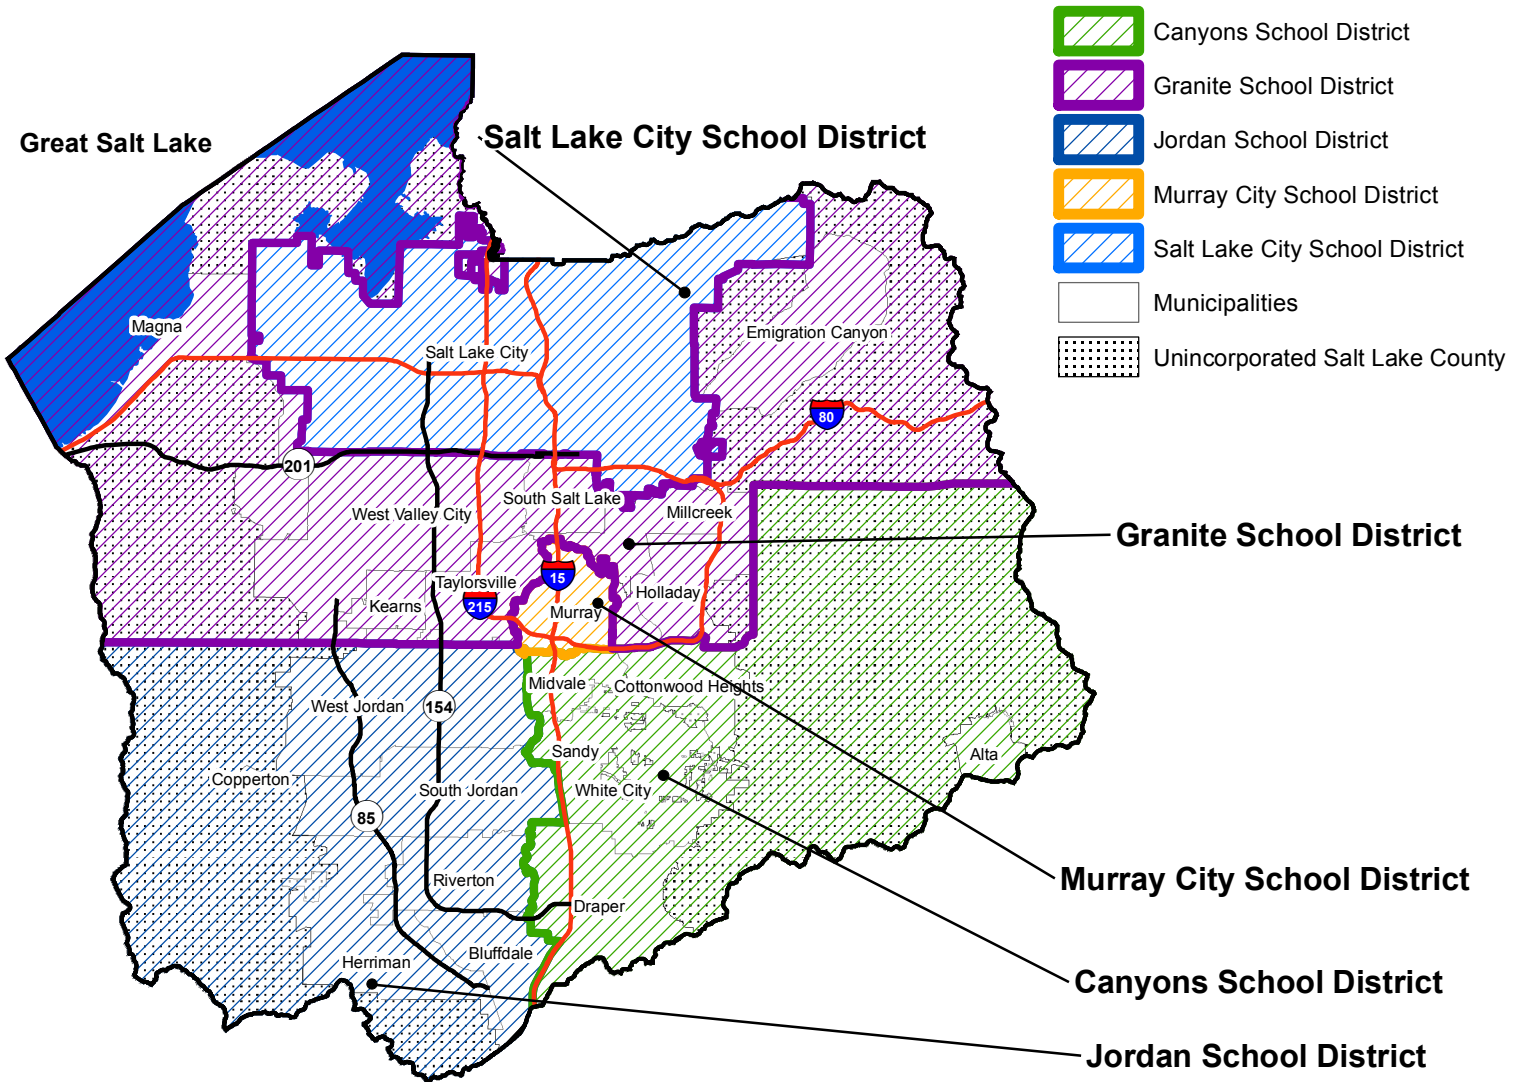 Canyons School District
Granite School District
Jordan School District
Murray City School District
Salt Lake City School District
Municipalities
Unincorporated Salt Lake County
Great Salt Lake
Salt Lake City School District
Magna
Emigration Canyon
Salt Lake City
80
201
South Salt Lake
West Valley City
Millcreek
Granite School District
15
Taylorsville
Holladay
215
Kearns
Murray
Midvale
Cottonwood Heights
West Jordan
154
Sandy
Alta
Copperton
South Jordan
White City
85
Riverton
Murray City School District
Draper
Bluffdale
Herriman
Canyons School District
Jordan School District